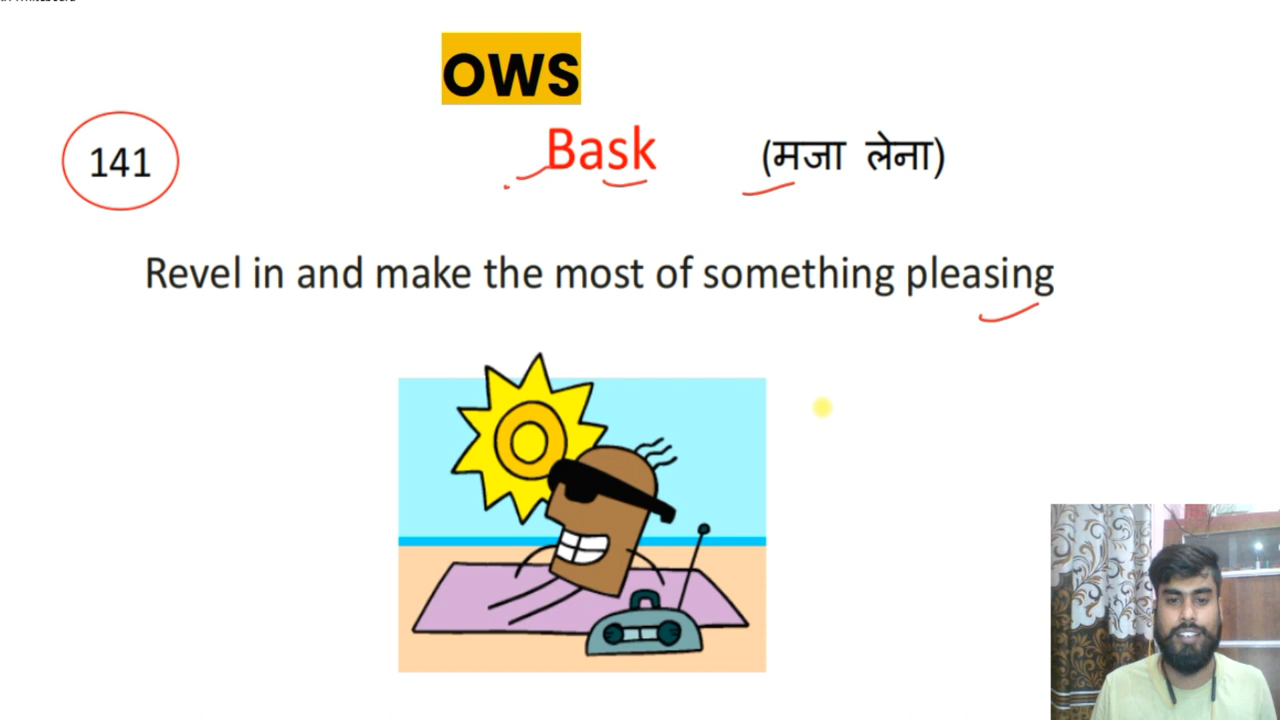 OWS
141 Bask (मजा लेना)
Revel in and make the most of something pleasing